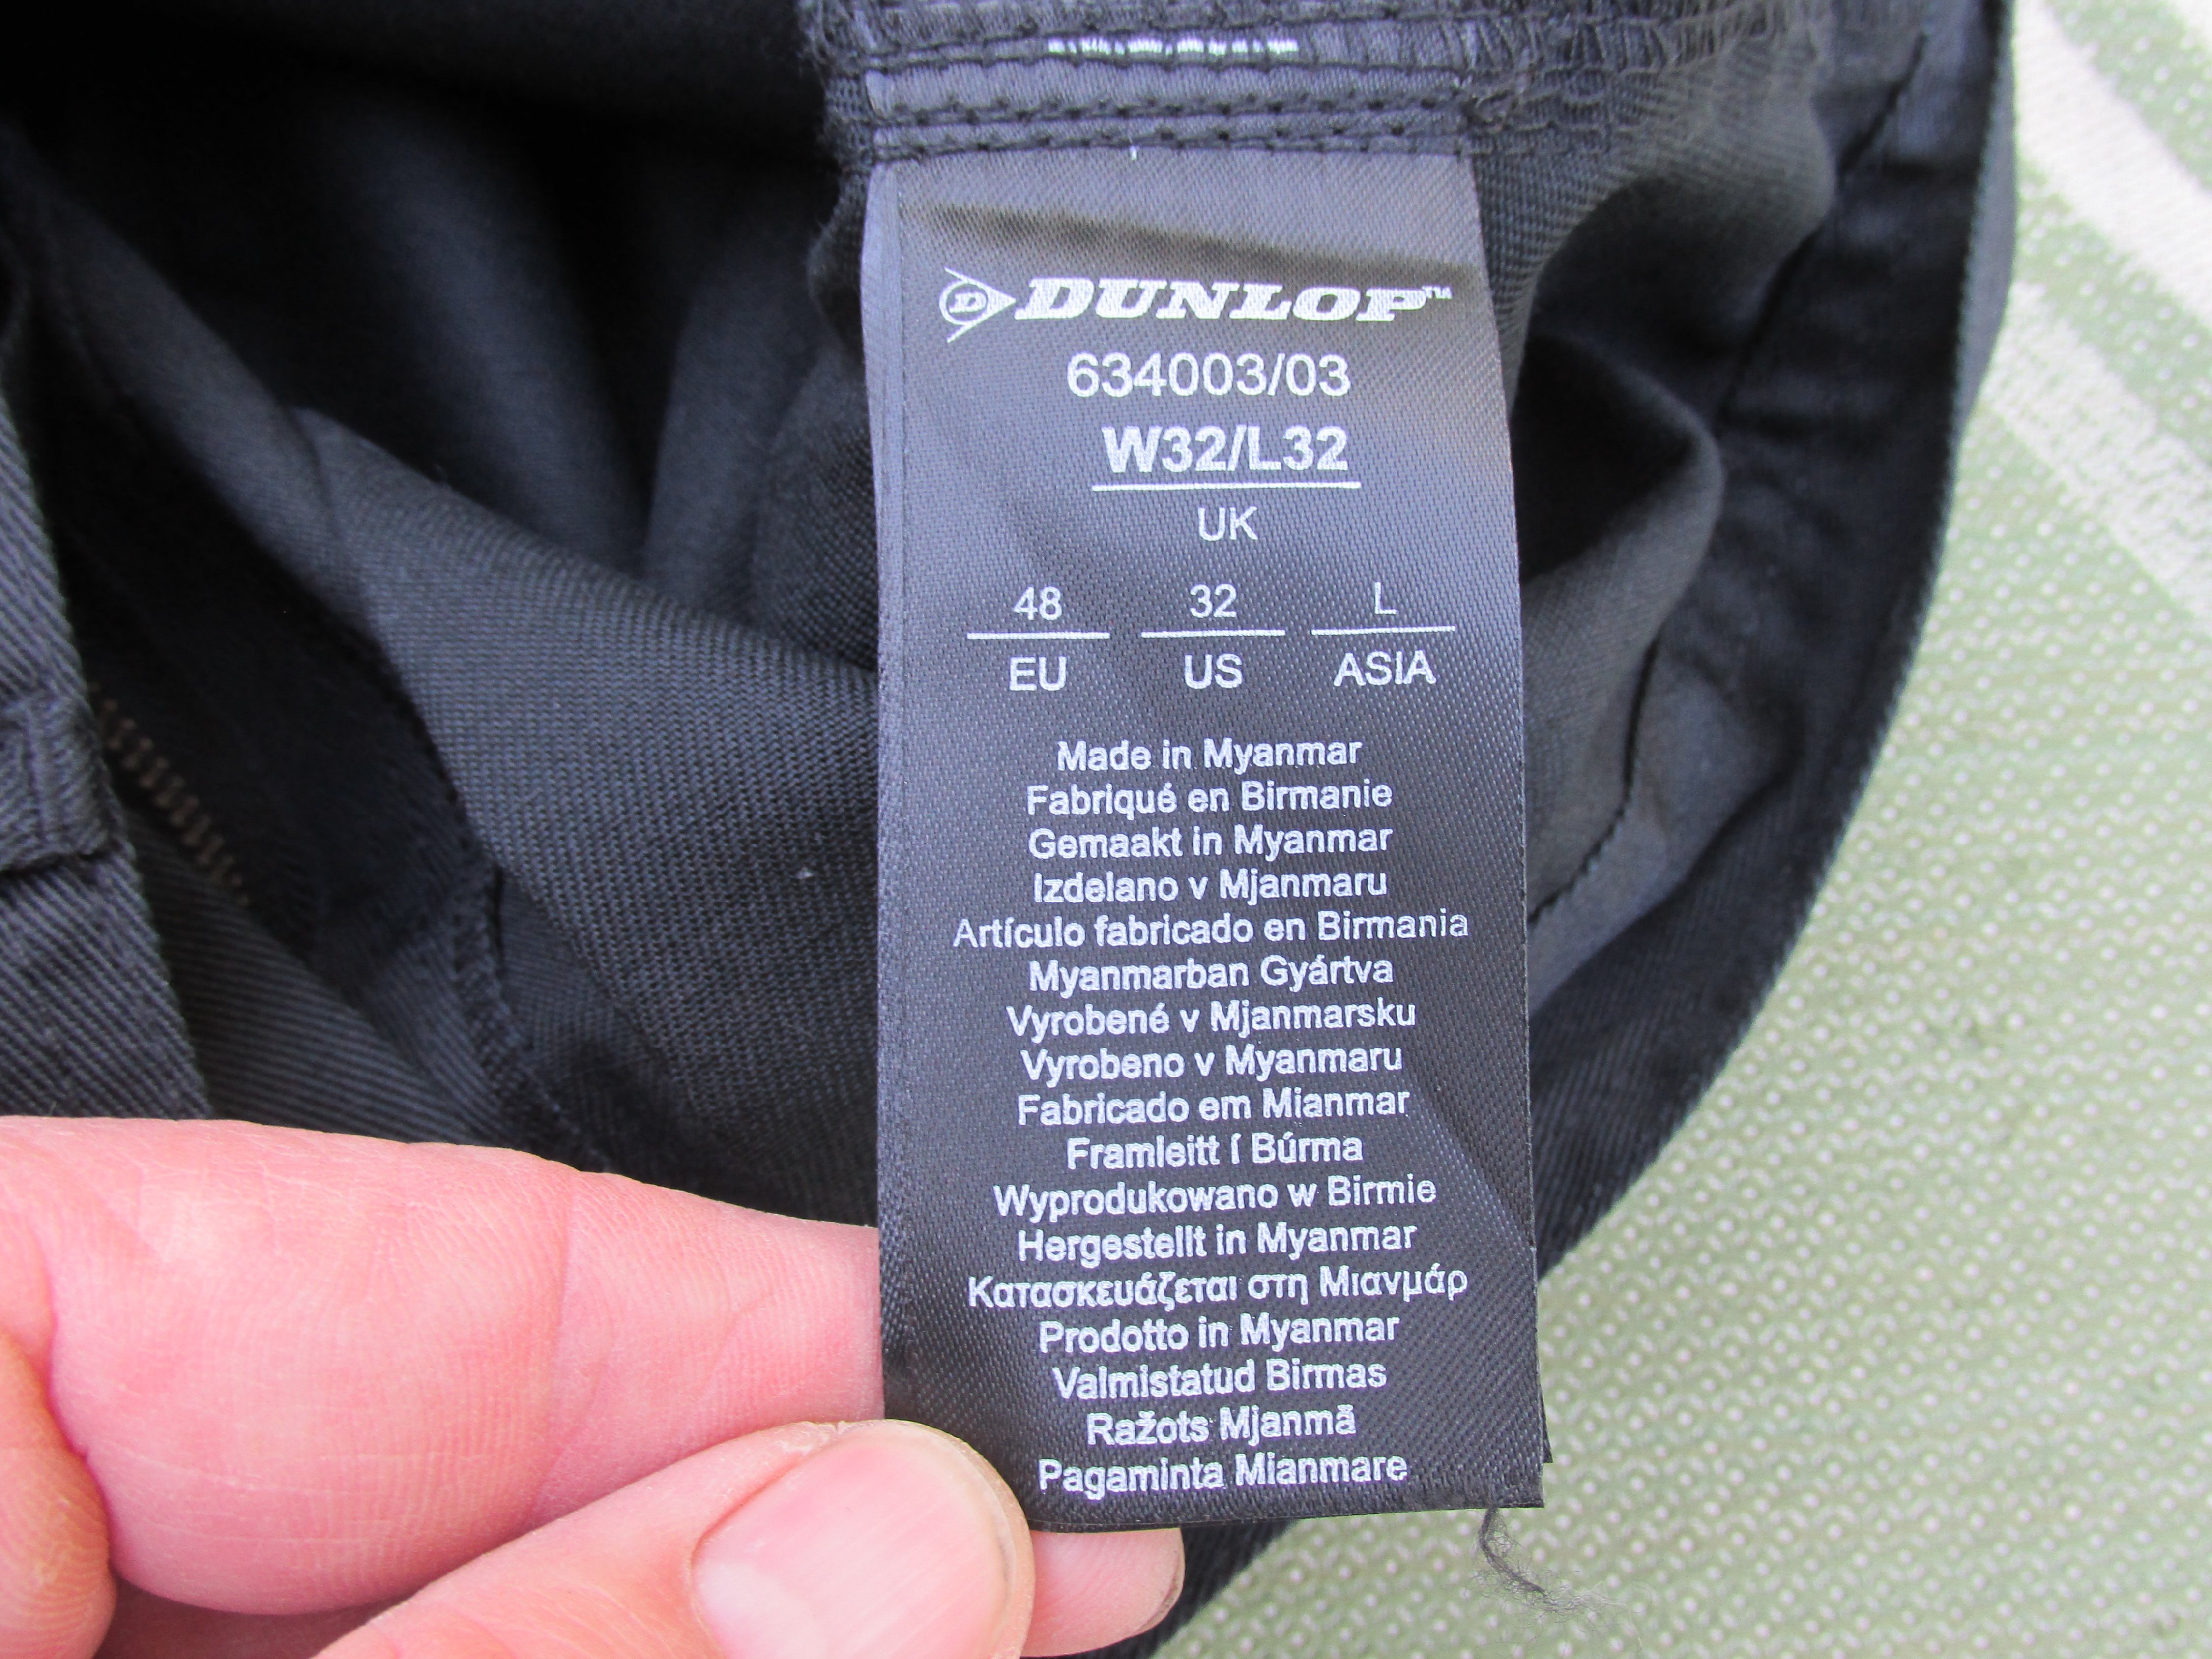 D DUNLOP™
634003/03
W32/L32
UK
48 32 L
EU US ASIA
Made in Myanmar
Fabriqué en Birmanie
Gemaakt in Myanmar
Izdelano v Mjanmaru
Artículo fabricado en Birmania
Myanmarban Gyártva
Vyrobené v Mjanmarsku
Vyrobeno v Myanmaru
Fabricado em Mianmar
Framleitt í Búrma
Wyprodukowano w Birmie
Hergestellt in Myanmar
Κατασκευάζεται στη Μιανμάρ
Prodotto in Myanmar
Valmistatud Birmas
Ražots Mjanmā
Pagaminta Mianmare